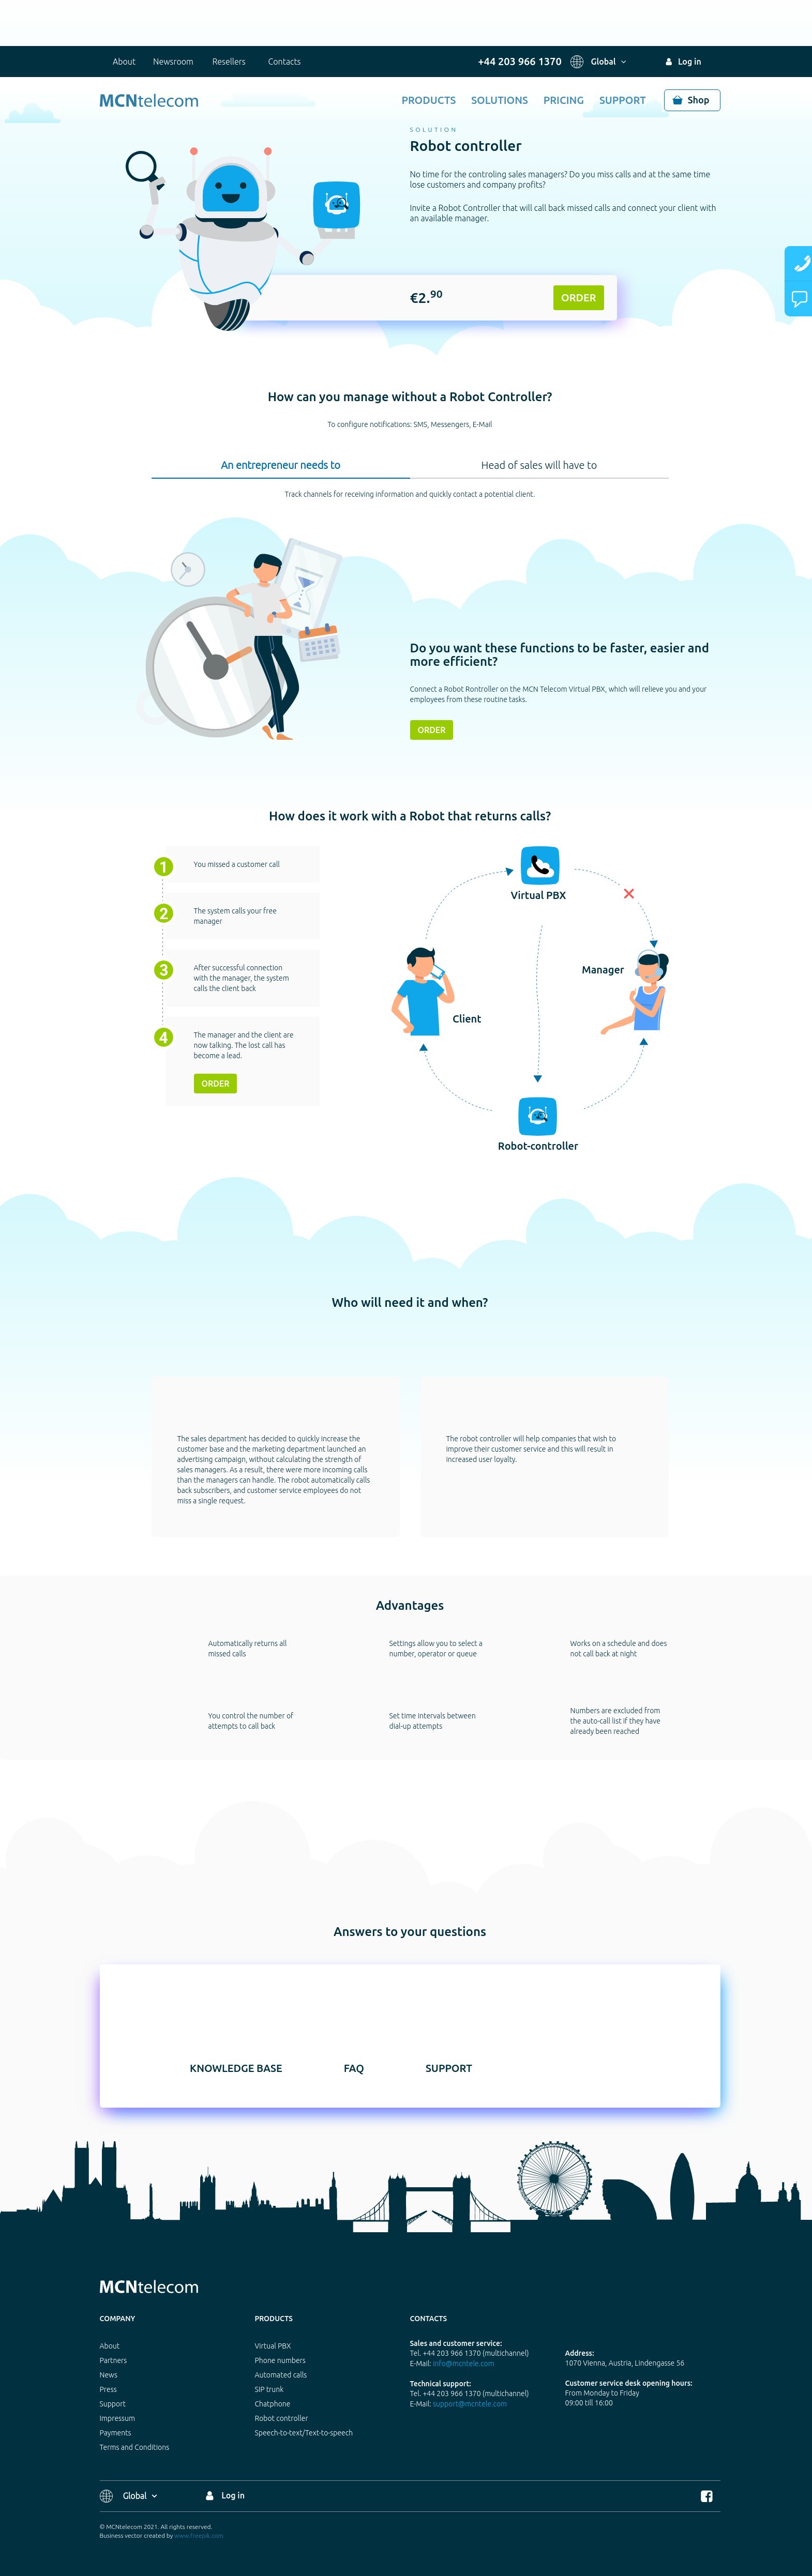 About Newsroom Resellers Contacts +44 203 966 1370 Global Log in
MCNtelecom PRODUCTS SOLUTIONS PRICING SUPPORT Shop
SOLUTION
Robot controller
No time for the controling sales managers? Do you miss calls and at the same time
lose customers and company profits?
Invite a Robot Controller that will call back missed calls and connect your client with
an available manager.
€2.90 ORDER
How can you manage without a Robot Controller?
To configure notifications: SMS, Messengers, E-Mail
An entrepreneur needs to
Head of sales will have to
Track channels for receiving information and quickly contact a potential client.
Do you want these functions to be faster, easier and
more efficient?
Connect a Robot Rontroller on the MCN Telecom Virtual PBX, which will relieve you and your
employees from these routine tasks.
ORDER
How does it work with a Robot that returns calls?
1 You missed a customer call
2 The system calls your free
manager
3 After successful connection
with the manager, the system
calls the client back
4 The manager and the client are
now talking. The lost call has
become a lead.
ORDER
Virtual PBX
Manager
Client
Robot-controller
Who will need it and when?
The sales department has decided to quickly increase the
customer base and the marketing department launched an
advertising campaign, without calculating the strength of
sales managers. As a result, there were more incoming calls
than the managers can handle. The robot automatically calls
back subscribers, and customer service employees do not
miss a single request.
The robot controller will help companies that wish to
improve their customer service and this will result in
increased user loyalty.
Advantages
Automatically returns all
missed calls
Settings allow you to select a
number, operator or queue
Works on a schedule and does
not call back at night
You control the number of
attempts to call back
Set time intervals between
dial-up attempts
Numbers are excluded from
the auto-call list if they have
already been reached
Answers to your questions
KNOWLEDGE BASE FAQ SUPPORT
MCNtelecom
COMPANY
About
Partners
News
Press
Support
Impressum
Payments
Terms and Conditions
PRODUCTS
Virtual PBX
Phone numbers
Automated calls
SIP trunk
Chatphone
Robot controller
Speech-to-text/Text-to-speech
CONTACTS
Sales and customer service:
Tel. +44 203 966 1370 (multichannel)
E-Mail: info@mcntele.com
Technical support:
Tel. +44 203 966 1370 (multichannel)
E-Mail: support@mcntele.com
Address:
1070 Vienna, Austria, Lindengasse 56
Customer service desk opening hours:
From Monday to Friday
09:00 till 16:00
Global Log in
© MCNtelecom 2021. All rights reserved.
Business vector created by www.freepik.com